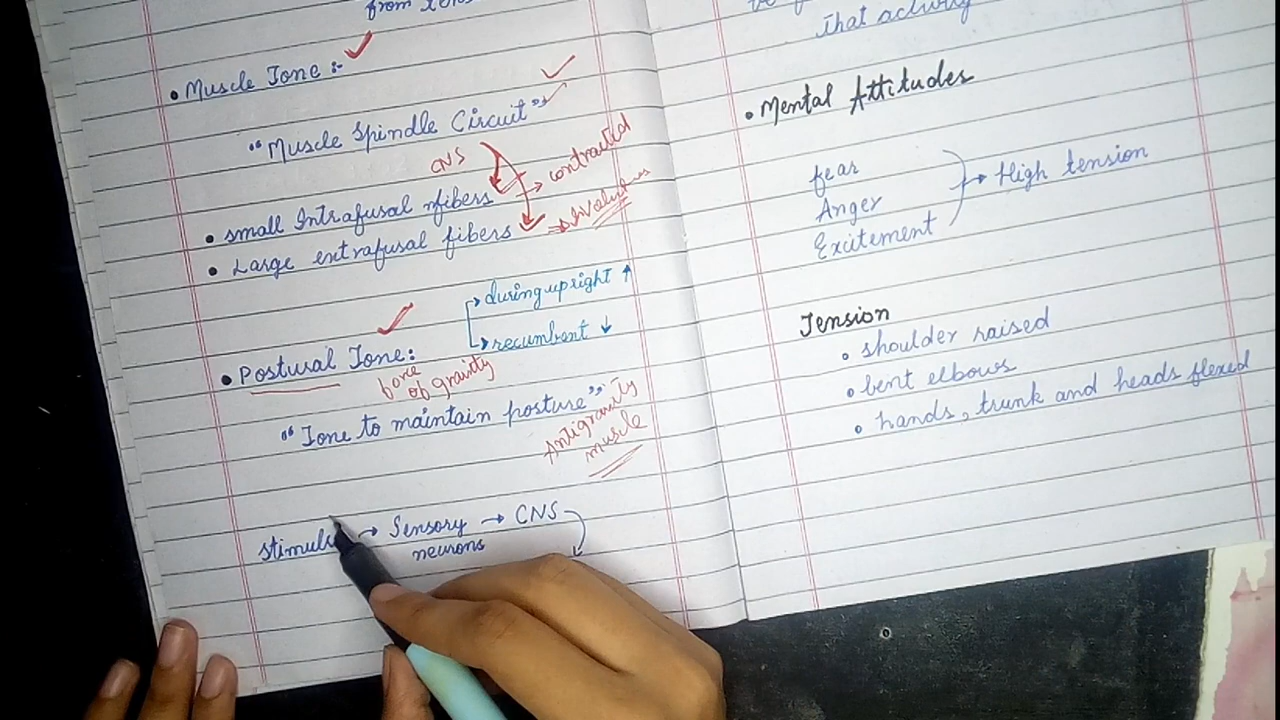 from
• Muscle Tone :-
"Muscle Spindle Circuit"
CNS
contracted
• small Intrafusal fibers
• Large extrafusal fibers
→ during upright ↑
→ recumbent ↓
• Postural Tone:
force of gravity
"Tone to maintain posture"
Antigravity
muscle
→ Sensory → CNS
neurons
That activity
• Mental Attitudes
fear
Anger
Excitement
→ High tension
Tension
• shoulder raised
• bent elbows
• hands, trunk and heads flexed